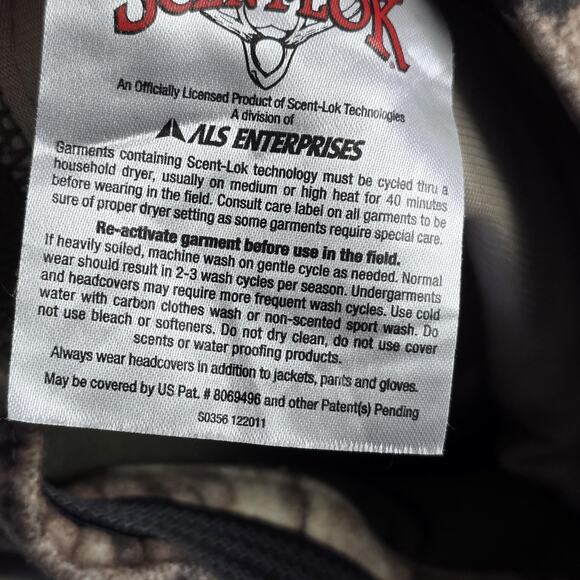 SCENT-LOK
An Officially Licensed Product of Scent-Lok Technologies
A division of
ALS ENTERPRISES
Garments containing Scent-Lok technology must be cycled thru a
household dryer, usually on medium or high heat for 40 minutes
before wearing in the field. Consult care label on all garments to be
sure of proper dryer setting as some garments require special care.
Re-activate garment before use in the field.
If heavily soiled, machine wash on gentle cycle as needed. Normal
wear should result in 2-3 wash cycles per season. Undergarments
and headcovers may require more frequent wash cycles. Use cold
water with carbon clothes wash or non-scented sport wash. Do
not use bleach or softeners. Do not dry clean, do not use cover
scents or water proofing products.
Always wear headcovers in addition to jackets, pants and gloves.
May be covered by US Pat. # 8069496 and other Patent(s) Pending
S0356 122011